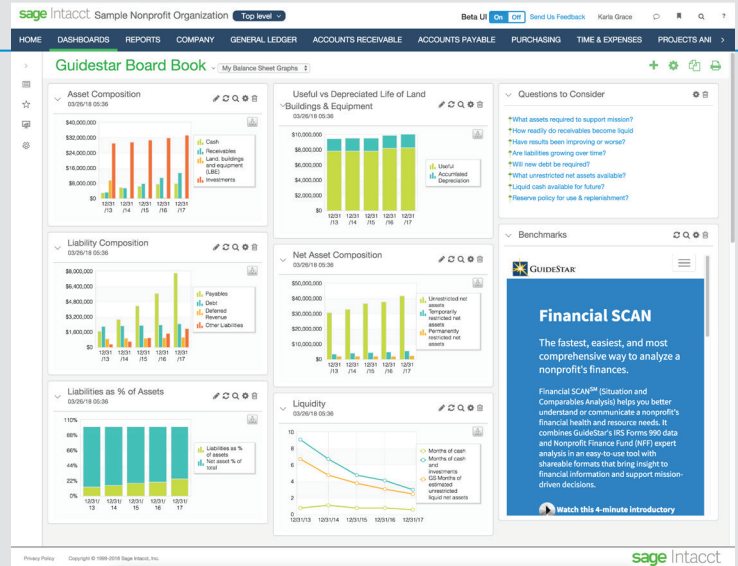 sage Intacct Sample Nonprofit Organization Top level
Beta UI On Off Send Us Feedback Karla Grace
HOME DASHBOARDS REPORTS COMPANY GENERAL LEDGER ACCOUNTS RECEIVABLE ACCOUNTS PAYABLE PURCHASING TIME & EXPENSES PROJECTS AND
Guidestar Board Book - My Balance Sheet Graphs
Asset Composition
03/26/18 05:36
$40,000,000
$32,000,000
$24,000,000
$16,000,000
$8,000,000
$0
12/31/13 12/31/14 12/31/15 12/31/16 12/31/17
Cash
Receivables
Land, buildings
and equipment
(LBE)
Investments
Useful vs Depreciated Life of Land
Buildings & Equipment
03/26/18 05:36
$10,000,000
$8,000,000
$6,000,000
$4,000,000
$2,000,000
$0
12/31/13 12/31/14 12/31/15 12/31/16 12/31/17
Useful
Accumlated
Depreciation
Questions to Consider
What assets required to support mission?
How readily do receivables become liquid
Have results been improving or worse?
Are liabilities growing over time?
Will new debt be required?
What unrestricted net assets available?
Liquid cash available for future?
Reserve policy for use & replenishment?
Liability Composition
03/26/18 05:36
$8,000,000
$6,400,000
$4,800,000
$3,200,000
$1,600,000
$0
12/31/13 12/31/14 12/31/15 12/31/16 12/31/17
Payables
Debt
Deferred
Revenue
Other Liabilities
Net Asset Composition
03/26/18 05:36
$50,000,000
$40,000,000
$30,000,000
$20,000,000
$10,000,000
$0
12/31/13 12/31/14 12/31/15 12/31/16 12/31/17
Unrestricted net
assets
Temporarily
restricted net
assets
Permanently
restricted net
assets
Benchmarks
GUIDESTAR
Financial SCAN
The fastest, easiest, and most
comprehensive way to analyze a
nonprofit's finances.
Financial SCAN℠ (Situation and
Comparables Analysis) helps you better
understand or communicate a nonprofit's
financial health and resource needs. It
combines GuideStar's IRS Forms 990 data
and Nonprofit Finance Fund (NFF) expert
analysis in an easy-to-use tool with
shareable formats that bring insight to
financial information and support mission-
driven decisions.
Watch this 4-minute introductory
Liabilities as % of Assets
03/26/18 05:36
110%
88%
66%
44%
22%
0%
12/31/13 12/31/14 12/31/15 12/31/16 12/31/17
Liabilities as %
of assets
Net asset % of
total
Liquidity
03/26/18 05:36
10
8
6
4
2
0
12/31/13 12/31/14 12/31/15 12/31/16 12/31/17
Months of cash
Months of cash
and
investments
GS Months of
estimated
unrestricted
liquid net assets
Privacy Policy Copyright © 1999-2018 Sage Intacct, Inc.
sage Intacct